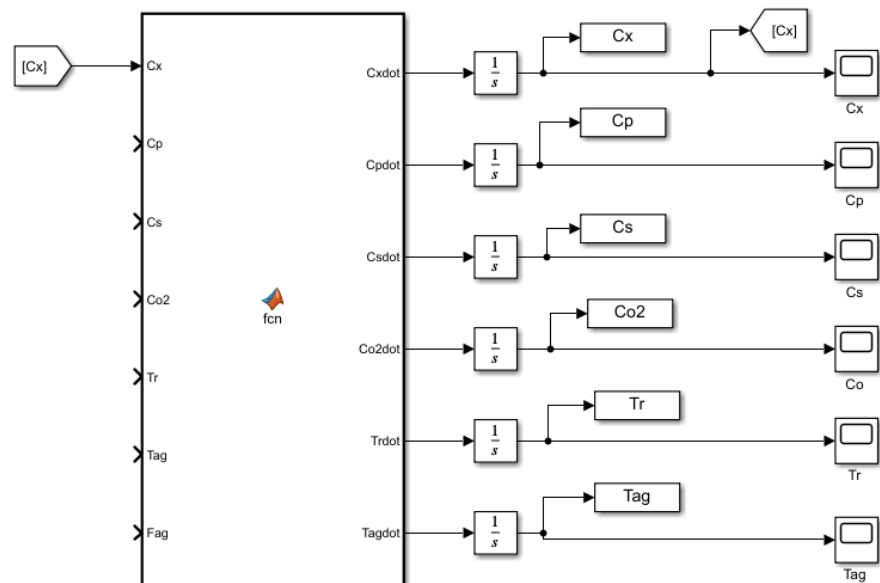 Cx
[Cx]
[Cx]
Cx
Cxdot
1
s
Cx
Cp
Cp
Cpdot
1
s
Cp
Cs
Cs
Csdot
1
s
Cs
Co2
Co2
fcn
Co2dot
1
s
Co
Tr
Tr
Trdot
1
s
Tr
Tag
Tag
Fag
Tagdot
1
s
Tag